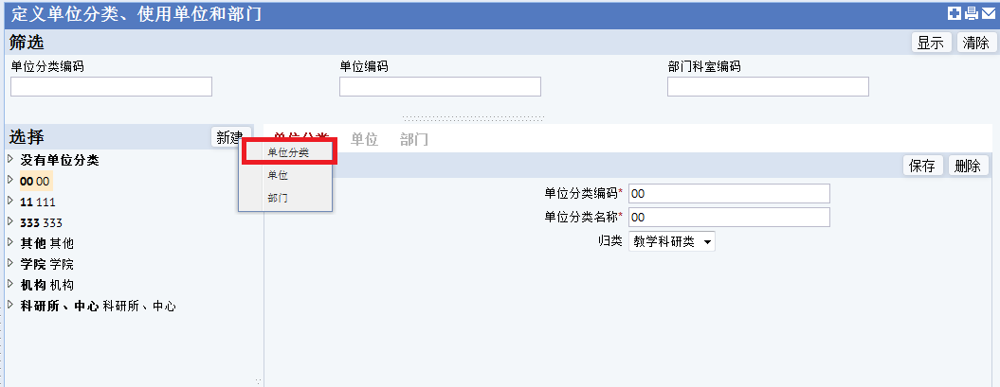 定义单位分类、使用单位和部门
筛选
显示 清除
单位分类编码 单位编码 部门科室编码
选择 新建
单位分类 单位 部门
单位分类
单位
部门
没有单位分类
00 00
11 111
333 333
其他 其他
学院 学院
机构 机构
科研所、中心 科研所、中心
保存 删除
单位分类编码* 00
单位分类名称* 00
归类 教学科研类